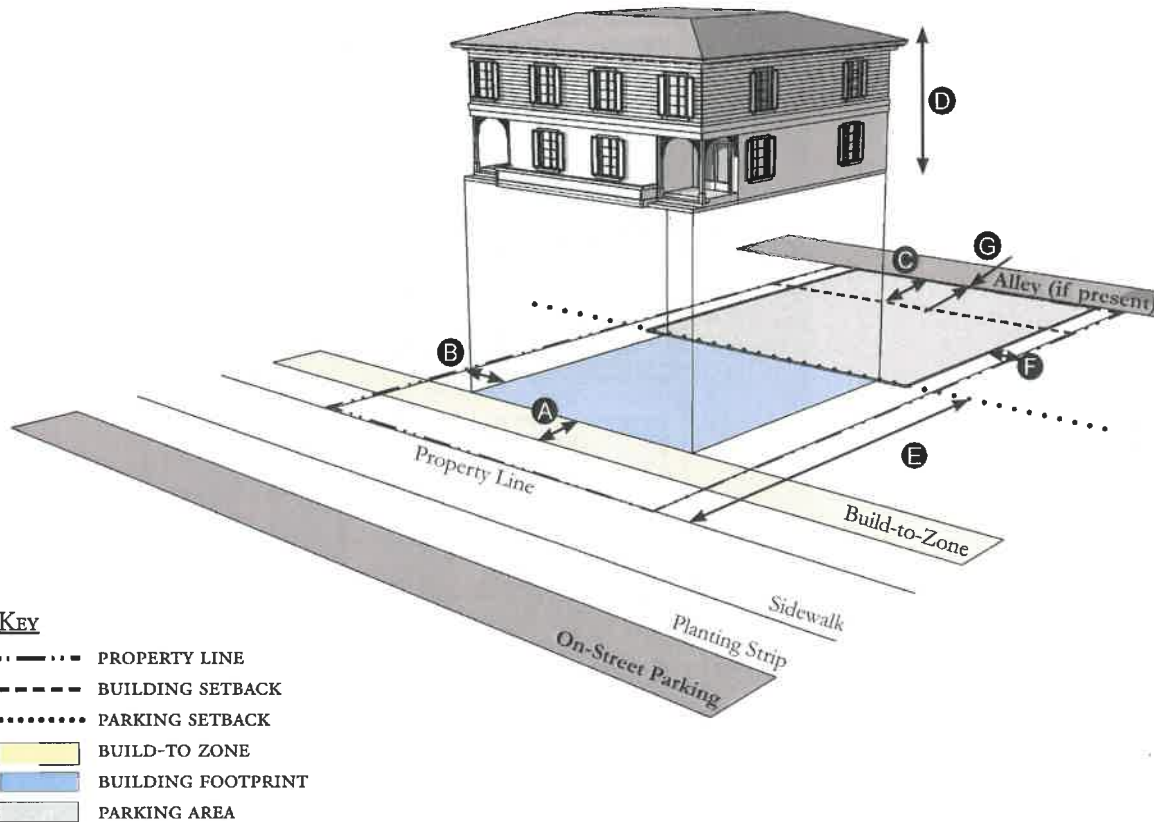 D
G
C
Alley (if present)
B
F
A
E
Property Line
Build-to-Zone
Sidewalk
Planting Strip
On-Street Parking
KEY
PROPERTY LINE
BUILDING SETBACK
PARKING SETBACK
BUILD-TO ZONE
BUILDING FOOTPRINT
PARKING AREA